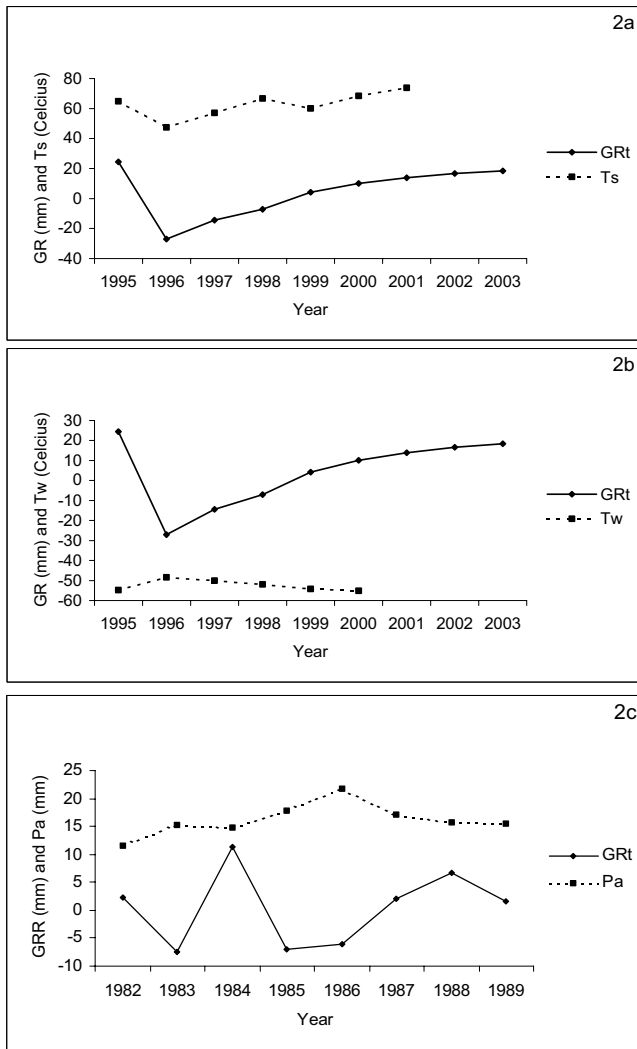 2a
GR (mm) and Ts (Celcius)
80
60
40
20
0
-20
-40
1995 1996 1997 1998 1999 2000 2001 2002 2003
Year
GRt
Ts
2b
GR (mm) and Tw (Celcius)
30
20
10
0
-10
-20
-30
-40
-50
-60
1995 1996 1997 1998 1999 2000 2001 2002 2003
Year
GRt
Tw
2c
GRR (mm) and Pa (mm)
25
20
15
10
5
0
-5
-10
1982 1983 1984 1985 1986 1987 1988 1989
Year
GRt
Pa